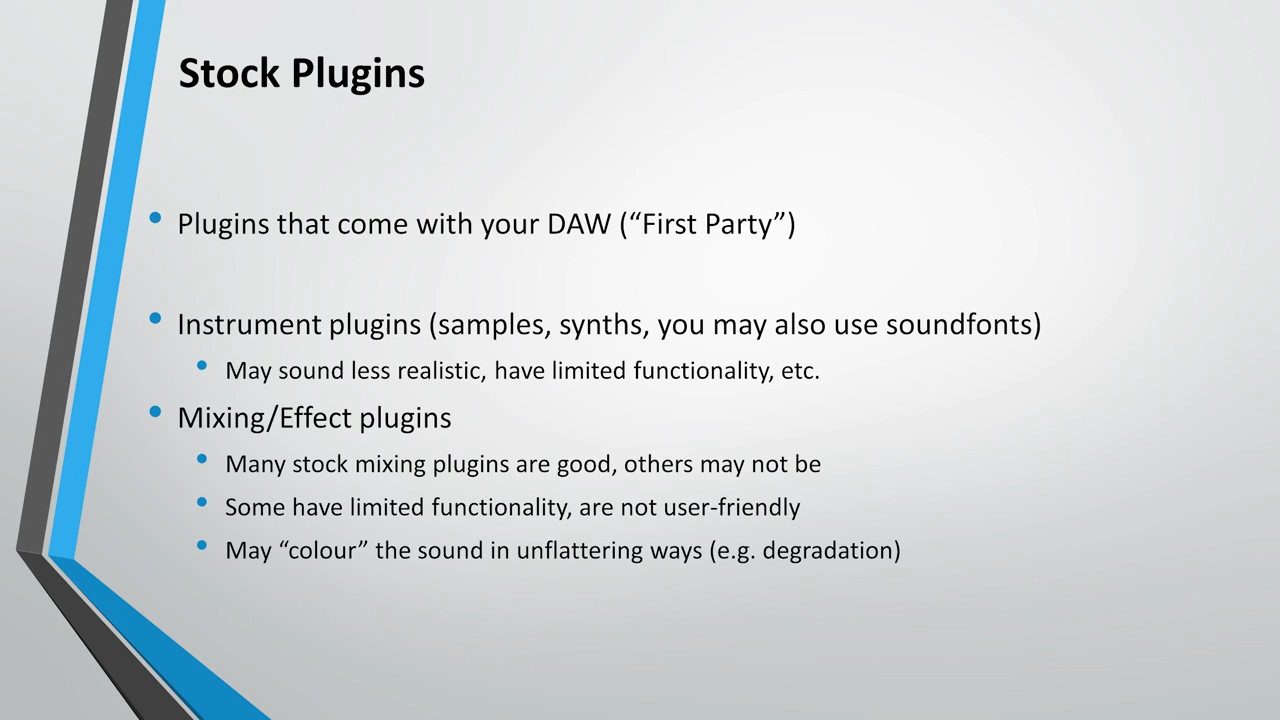 Stock Plugins
Plugins that come with your DAW (“First Party”)
Instrument plugins (samples, synths, you may also use soundfonts)
May sound less realistic, have limited functionality, etc.
Mixing/Effect plugins
Many stock mixing plugins are good, others may not be
Some have limited functionality, are not user-friendly
May “colour” the sound in unflattering ways (e.g. degradation)